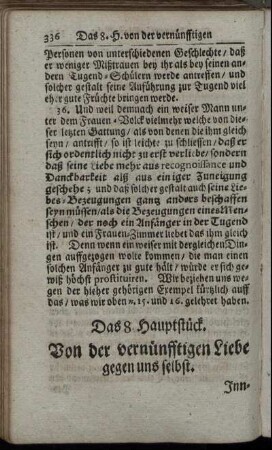 336 Das 8. H. von der vernünfftigen
Personen von unterschiedenen Geschlechte, daß
er weniger Mißtrauen bey ihr als bey seinen an-
dern Tugend-Schülern werde antreffen, und
solcher gestalt seine Ausführung zur Tugend viel
eher gute Früchte bringen werde.
36. Und weil dernach ein weiser Mann un-
ter dem Frauen-Volck vielmehr welche von die-
ser letzten Gattung, als von denen die ihm gleich
seyn, antrifft, so ist leichte zu schliessen, daß er
sich ordentlich nicht zu erst verliebe, sondern
daß seine Liebe mehr aus recognoissance und
Danckbarkeit alß aus einiger Zuneigung
geschehe; und daß solcher gestalt auch seine Lie-
bes-Bezeugungen gantz anders beschaffen
seyn müssen, als die Bezeugungen eines Men-
schen, der noch ein Anfänger in der Tugend
ist, und ein Frauen-Zimmer liebet das ihm gleich
ist. Denn wenn ein weiser mit dergleichen Din-
gen auffgezogen wolte kommen, die man einen
solchen Anfänger zu gute hält, würde er sich ge-
wiß höchst prostituiren. Wir beziehen uns we-
gen der hieher gehörigen Exempel kürtzlich auff
das, was wir oben n. 15. und 16. gelehret haben.
Das 8 Hauptstück.
Von der vernünfftigen Liebe
gegen uns selbst.
Inn-